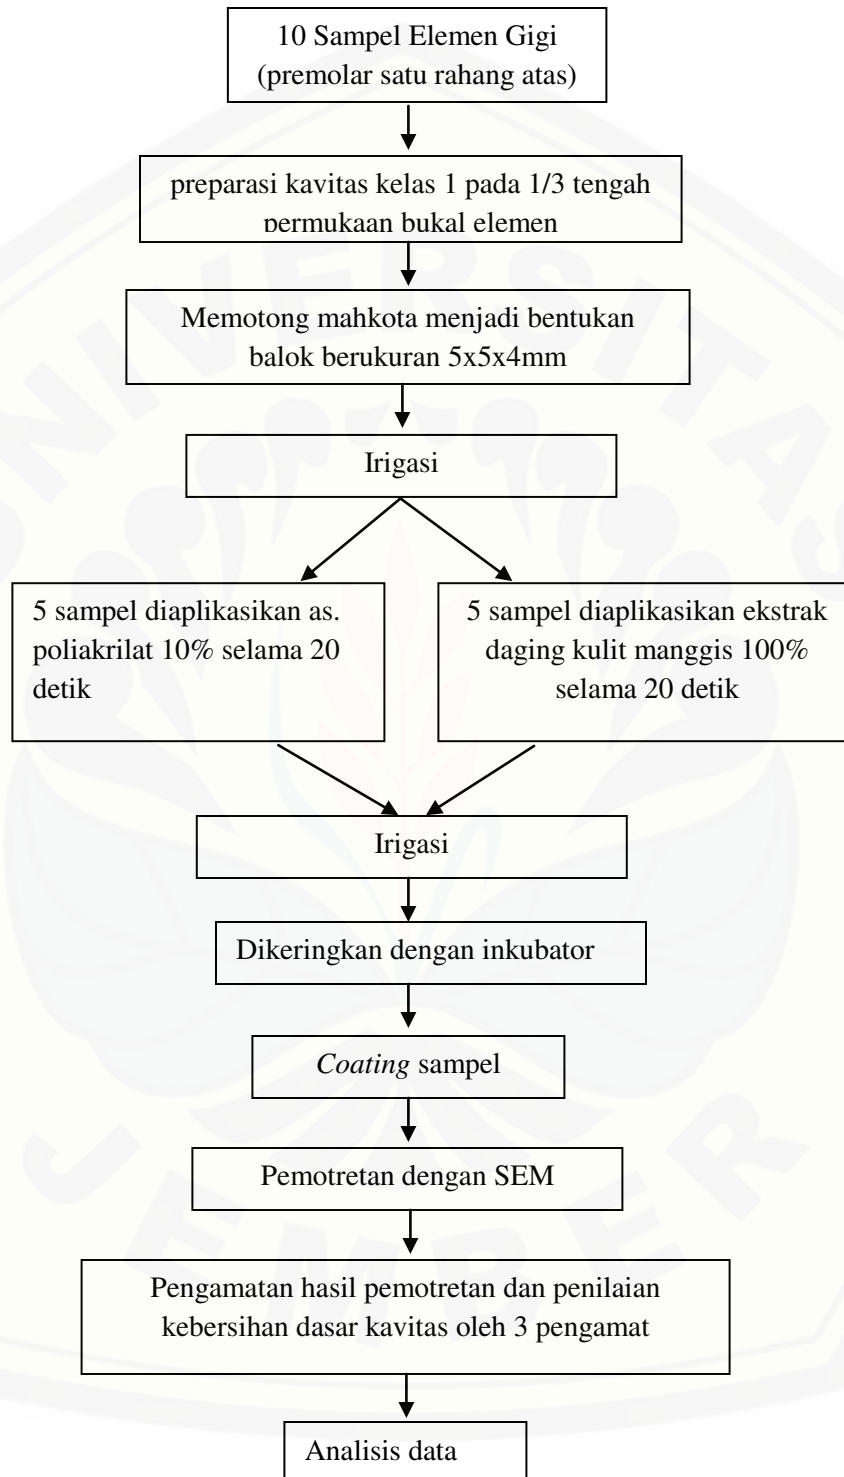 10 Sampel Elemen Gigi
(premolar satu rahang atas)
preparasi kavitas kelas 1 pada 1/3 tengah
permukaan bukal elemen
Memotong mahkota menjadi bentukan
balok berukuran 5x5x4mm
Irigasi
5 sampel diaplikasikan as.
poliakrilat 10% selama 20
detik
5 sampel diaplikasikan ekstrak
daging kulit manggis 100%
selama 20 detik
Irigasi
Dikeringkan dengan inkubator
Coating sampel
Pemotretan dengan SEM
Pengamatan hasil pemotretan dan penilaian
kebersihan dasar kavitas oleh 3 pengamat
Analisis data
UNIVERSITAS
JEMBER